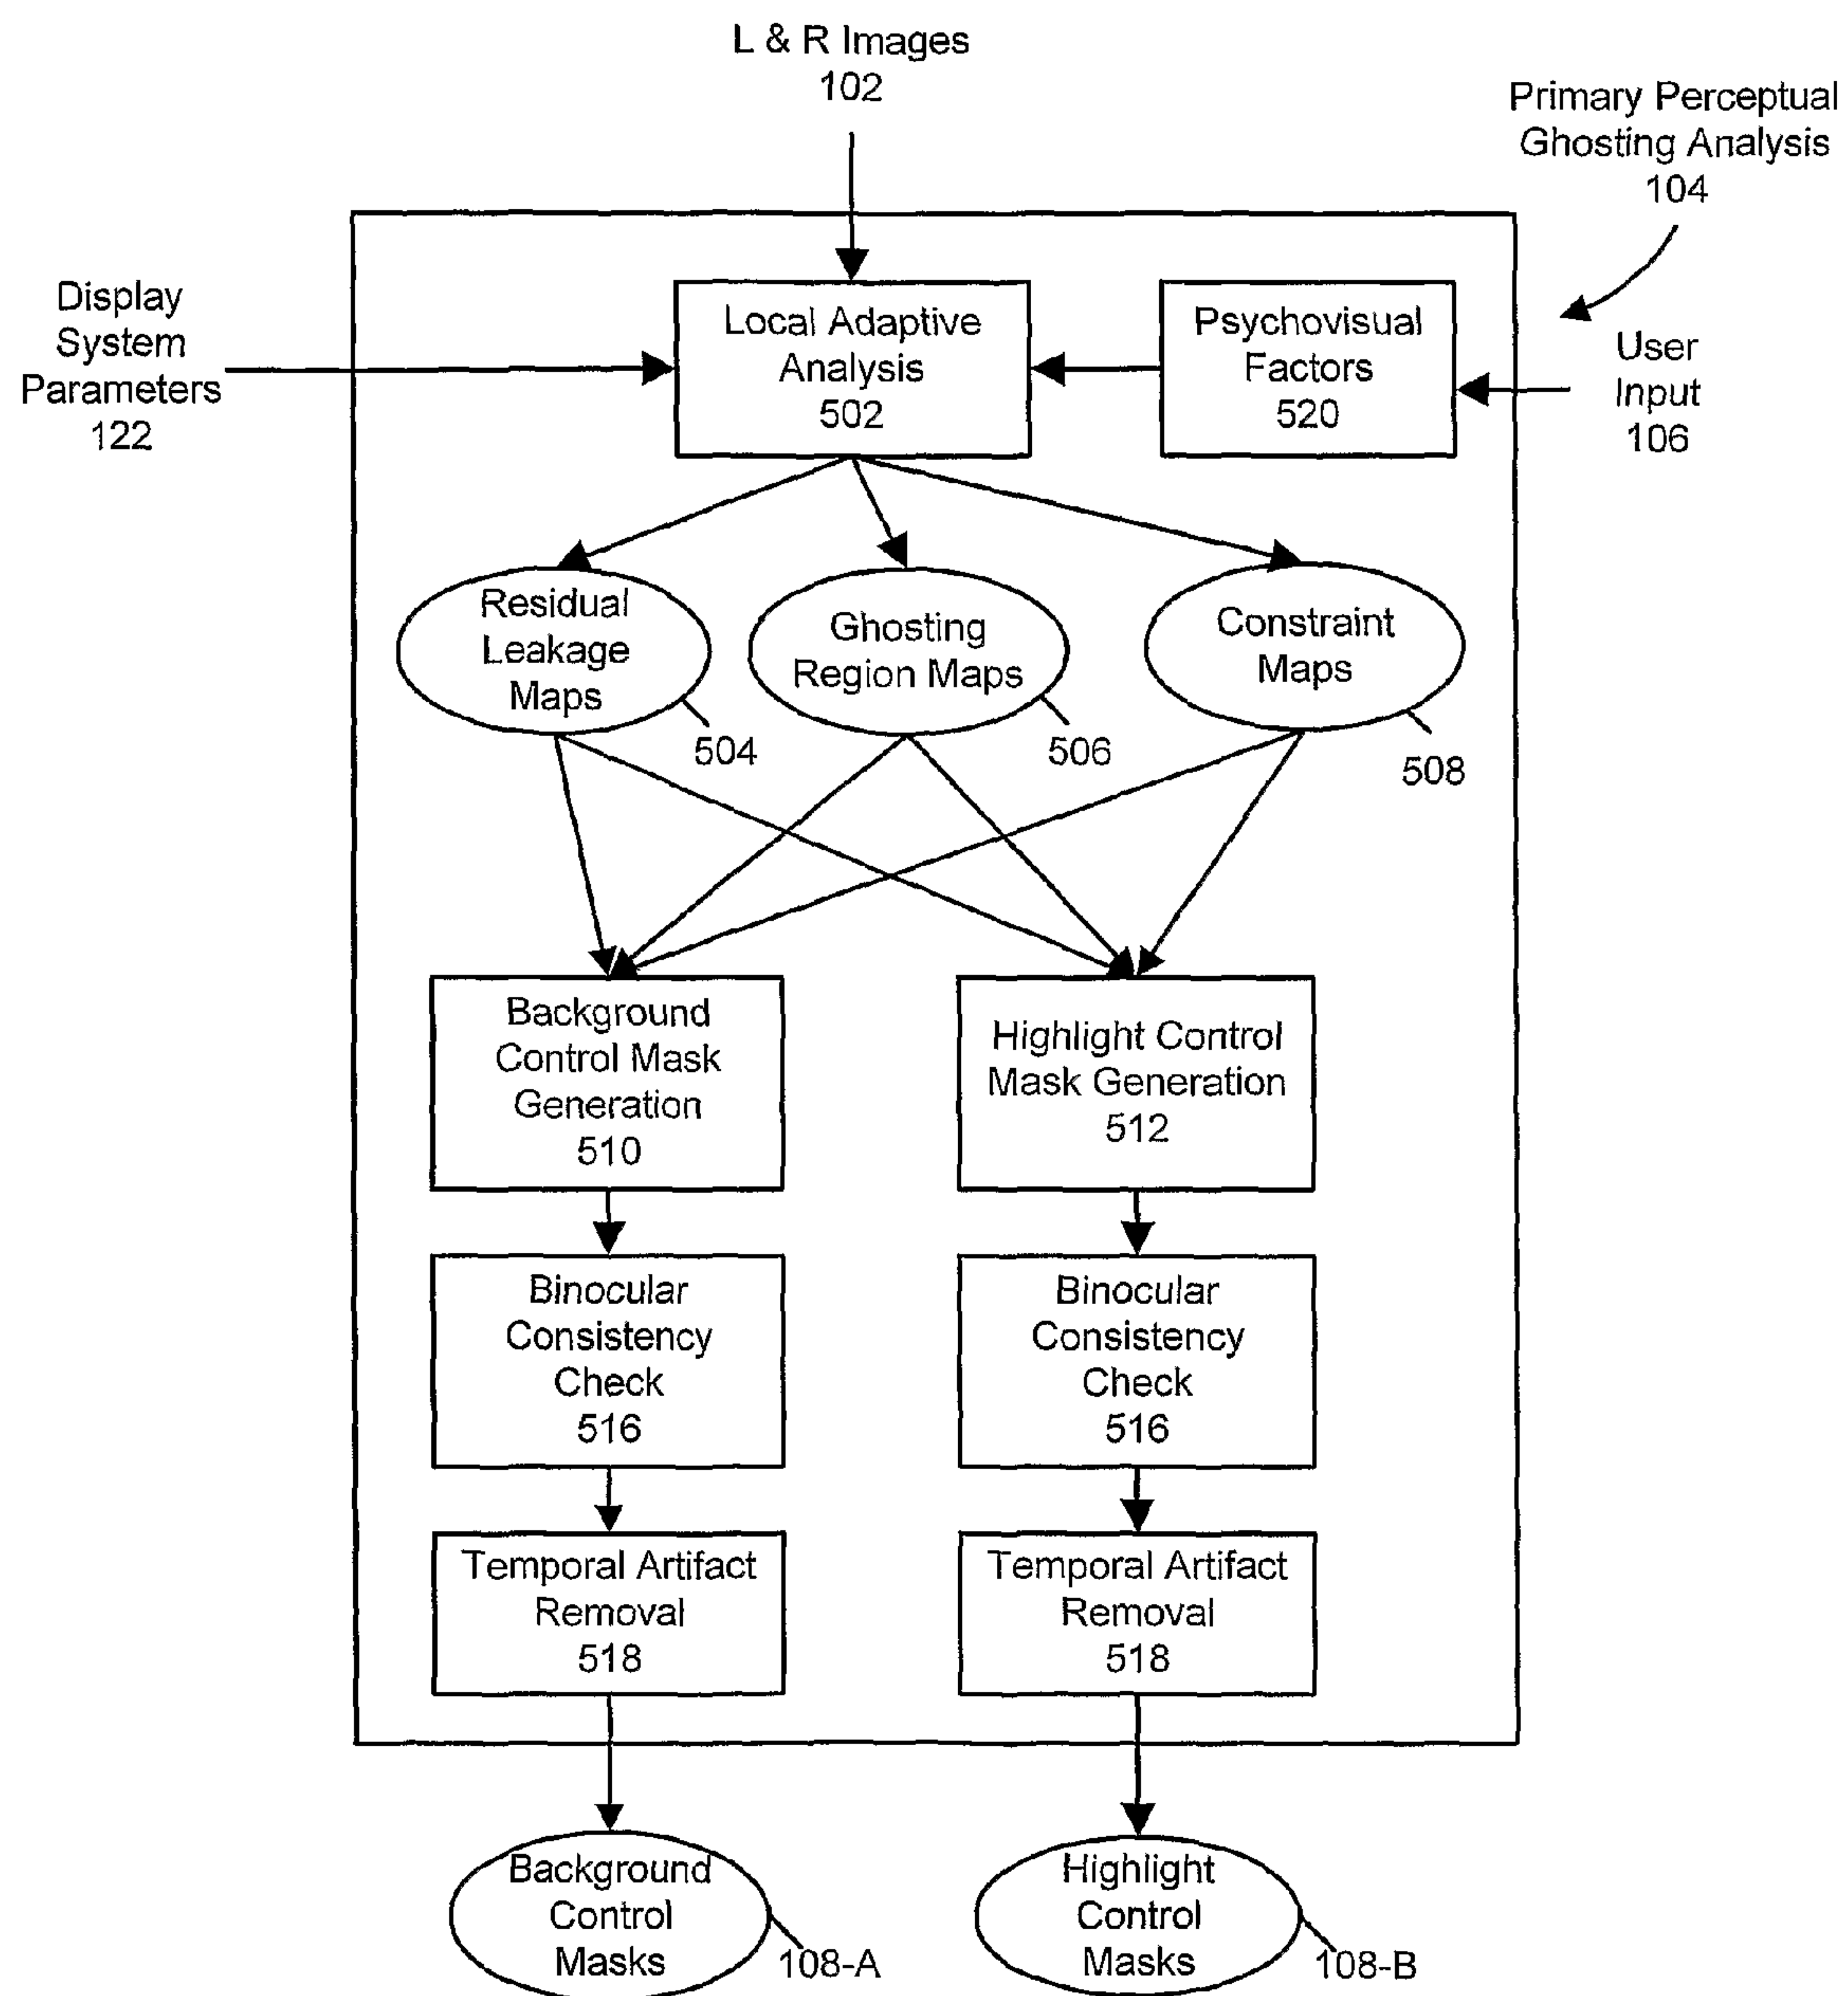 L & R Images
102
Primary Perceptual
Ghosting Analysis
104
Display
System
Parameters
122
Local Adaptive
Analysis
502
Psychovisual
Factors
520
User
Input
106
Residual
Leakage
Maps
504
Ghosting
Region Maps
506
Constraint
Maps
508
Background
Control Mask
Generation
510
Highlight Control
Mask Generation
512
Binocular
Consistency
Check
516
Binocular
Consistency
Check
516
Temporal Artifact
Removal
518
Temporal Artifact
Removal
518
Background
Control
Masks
108-A
Highlight
Control
Masks
108-B